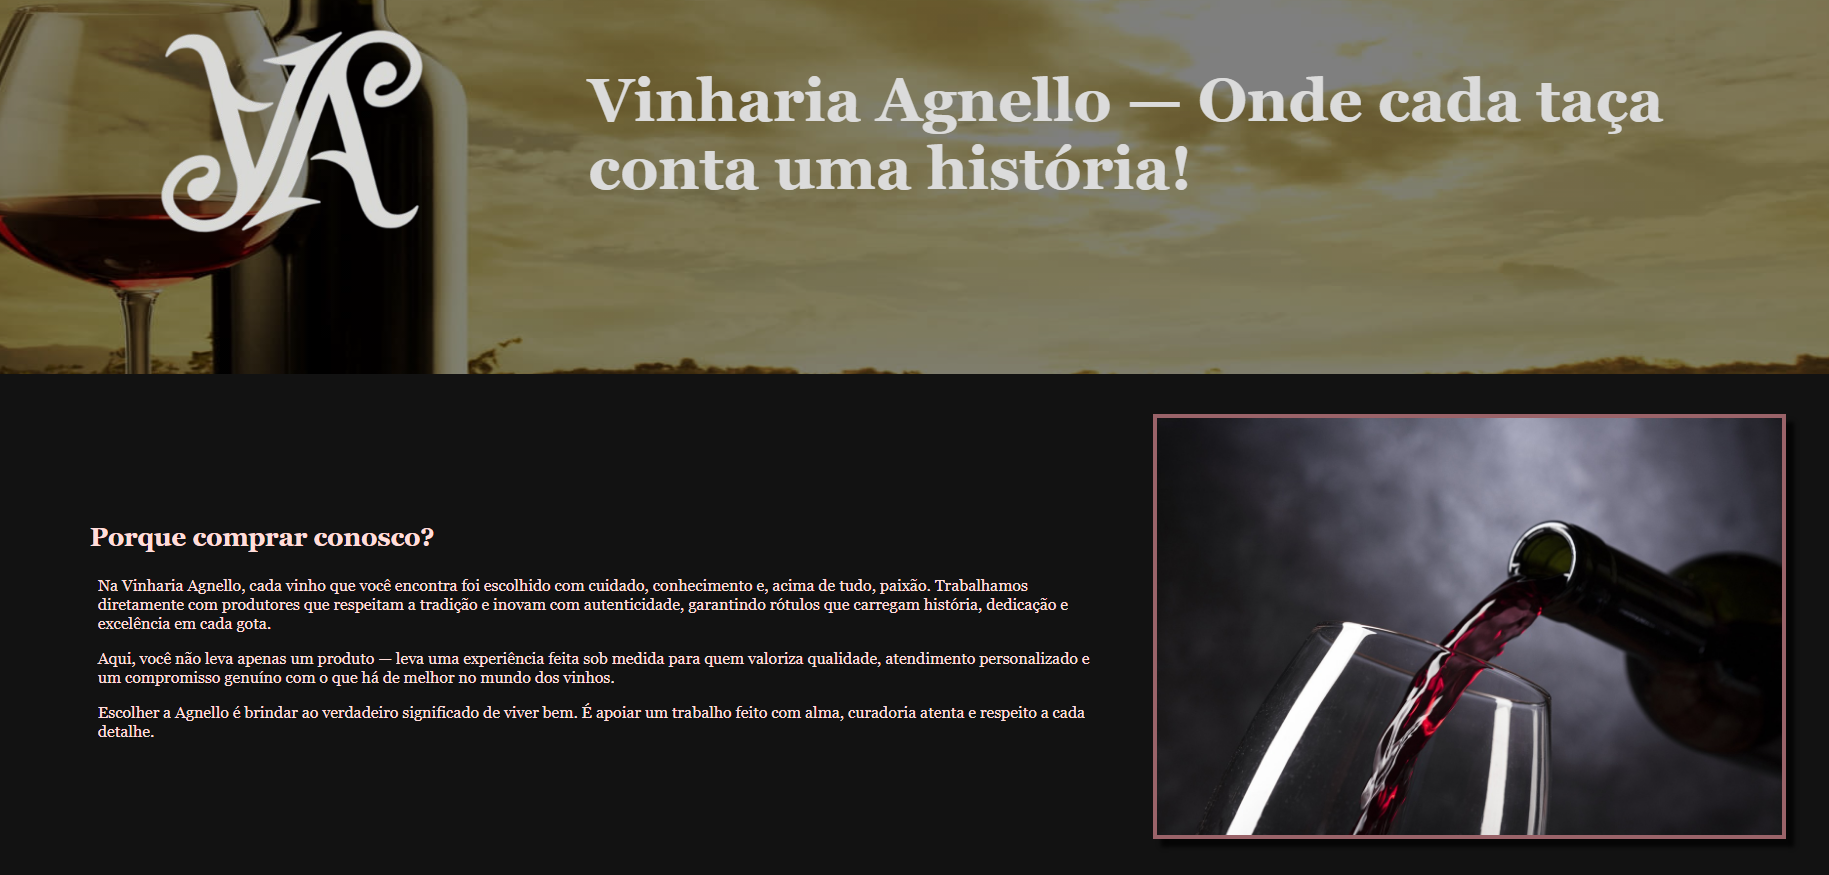 VA
Vinharia Agnello — Onde cada taça
conta uma história!
Porque comprar conosco?
Na Vinharia Agnello, cada vinho que você encontra foi escolhido com cuidado, conhecimento e, acima de tudo, paixão. Trabalhamos
diretamente com produtores que respeitam a tradição e inovam com autenticidade, garantindo rótulos que carregam história, dedicação e
excelência em cada gota.
Aqui, você não leva apenas um produto — leva uma experiência feita sob medida para quem valoriza qualidade, atendimento personalizado e
um compromisso genuíno com o que há de melhor no mundo dos vinhos.
Escolher a Agnello é brindar ao verdadeiro significado de viver bem. É apoiar um trabalho feito com alma, curadoria atenta e respeito a cada
detalhe.